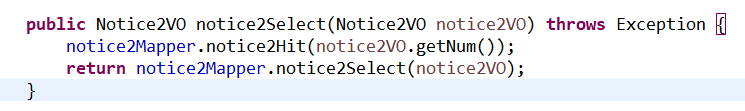 public Notice2VO notice2Select(Notice2VO notice2VO) throws Exception {
    notice2Mapper.notice2Hit(notice2VO.getNum());
    return notice2Mapper.notice2Select(notice2VO);
}